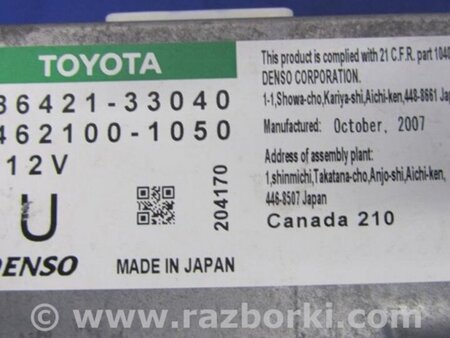 TOYOTA
86421-33040
462100-1050
12V
U
DENSO
MADE IN JAPAN
204170
This product is complied with 21 C.F.R. part 1040
DENSO CORPORATION.
1-1,Showa-cho,Kariya-shi,Aichi-ken,448-8661 Jap
Manufactured: October, 2007
Address of assembly plant:
1,shinmichi,Takatana-cho,Anjo-shi,Aichi-ken,
446-8507 Japan
Canada 210
© www.razborki.com